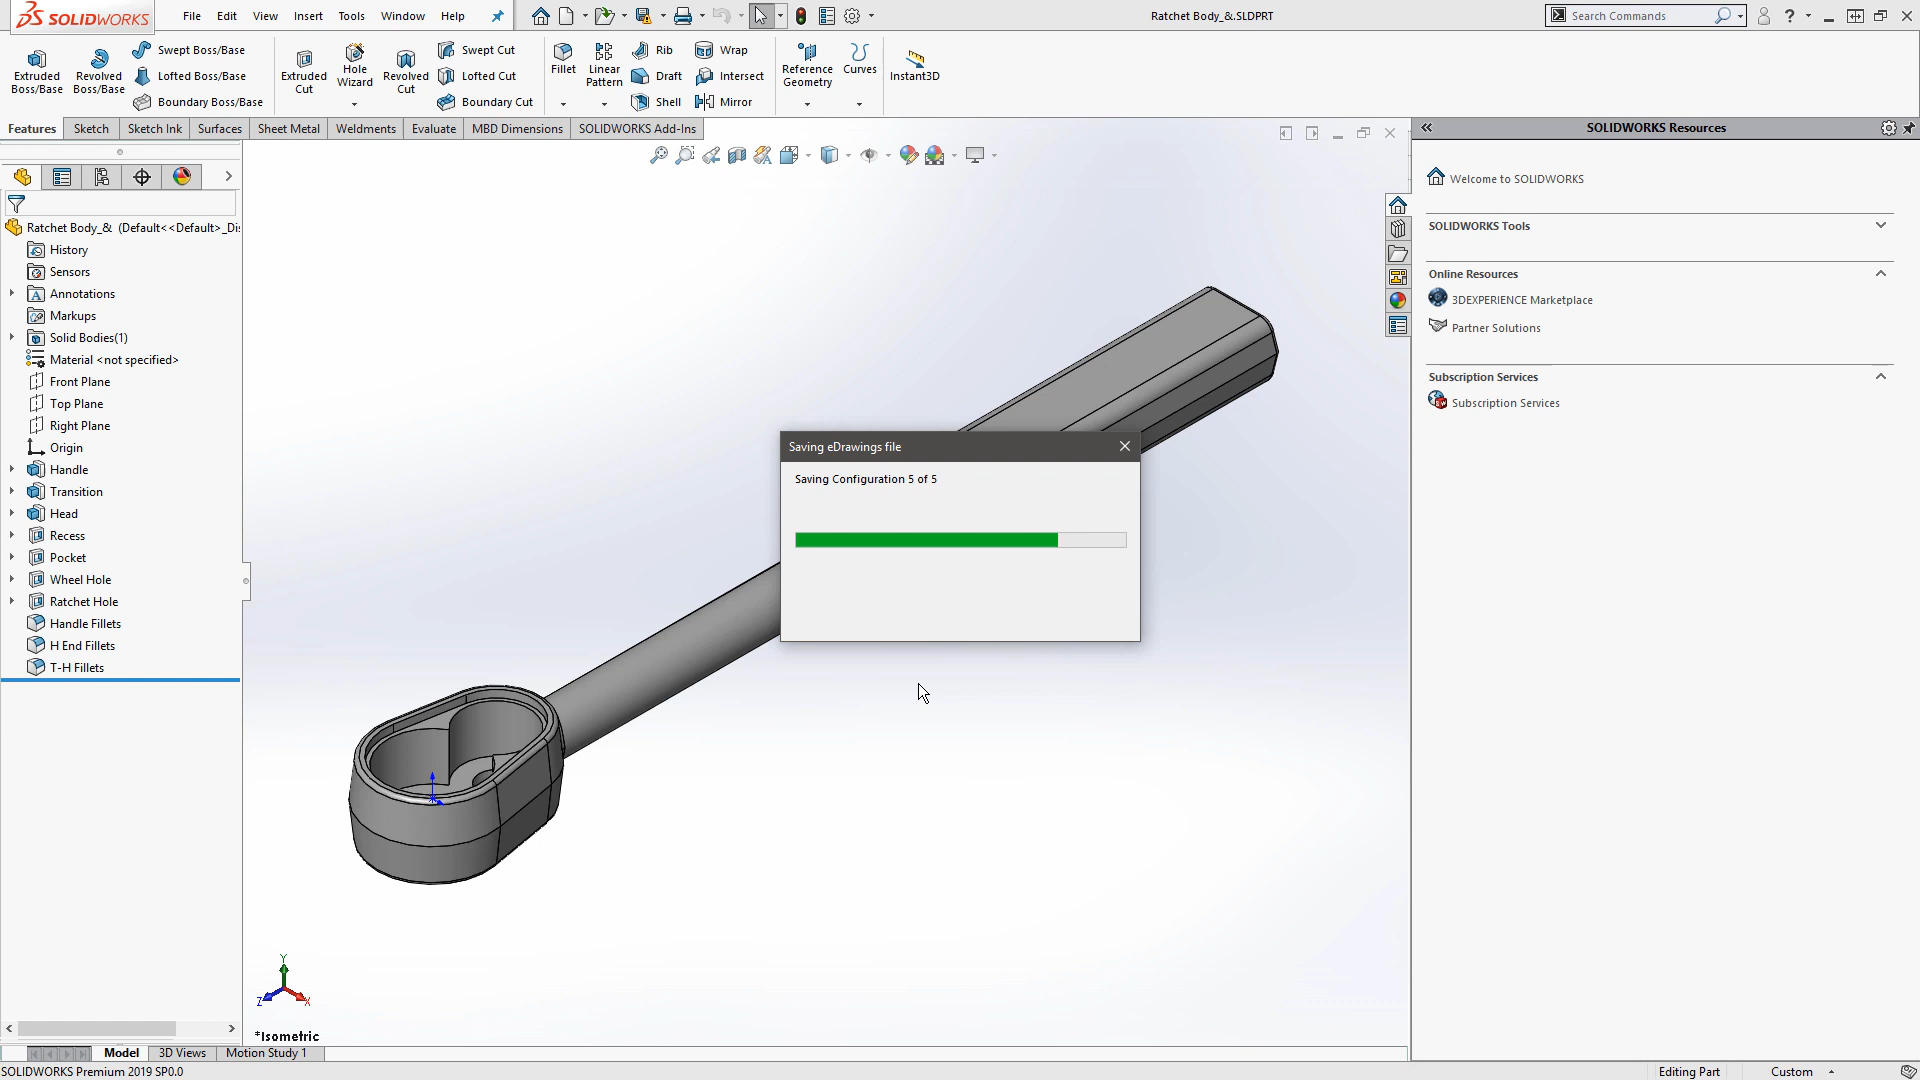 SOLIDWORKS
File Edit View Insert Tools Window Help
Ratchet Body_&.SLDPRT
Search Commands
Extruded Boss/Base
Revolved Boss/Base
Swept Boss/Base
Lofted Boss/Base
Boundary Boss/Base
Extruded Cut
Hole Wizard
Revolved Cut
Swept Cut
Lofted Cut
Boundary Cut
Fillet
Linear Pattern
Rib
Draft
Shell
Wrap
Intersect
Mirror
Reference Geometry
Curves
Instant3D
Features Sketch Sketch Ink Surfaces Sheet Metal Weldments Evaluate MBD Dimensions SOLIDWORKS Add-Ins
Ratchet Body_& (Default<<Default>_Di
History
Sensors
Annotations
Markups
Solid Bodies(1)
Material <not specified>
Front Plane
Top Plane
Right Plane
Origin
Handle
Transition
Head
Recess
Pocket
Wheel Hole
Ratchet Hole
Handle Fillets
H End Fillets
T-H Fillets
Saving eDrawings file
Saving Configuration 5 of 5
Y
Z
X
*Isometric
SOLIDWORKS Resources
Welcome to SOLIDWORKS
SOLIDWORKS Tools
Online Resources
3DEXPERIENCE Marketplace
Partner Solutions
Subscription Services
Subscription Services
Model 3D Views Motion Study 1
SOLIDWORKS Premium 2019 SP0.0
Editing Part
Custom